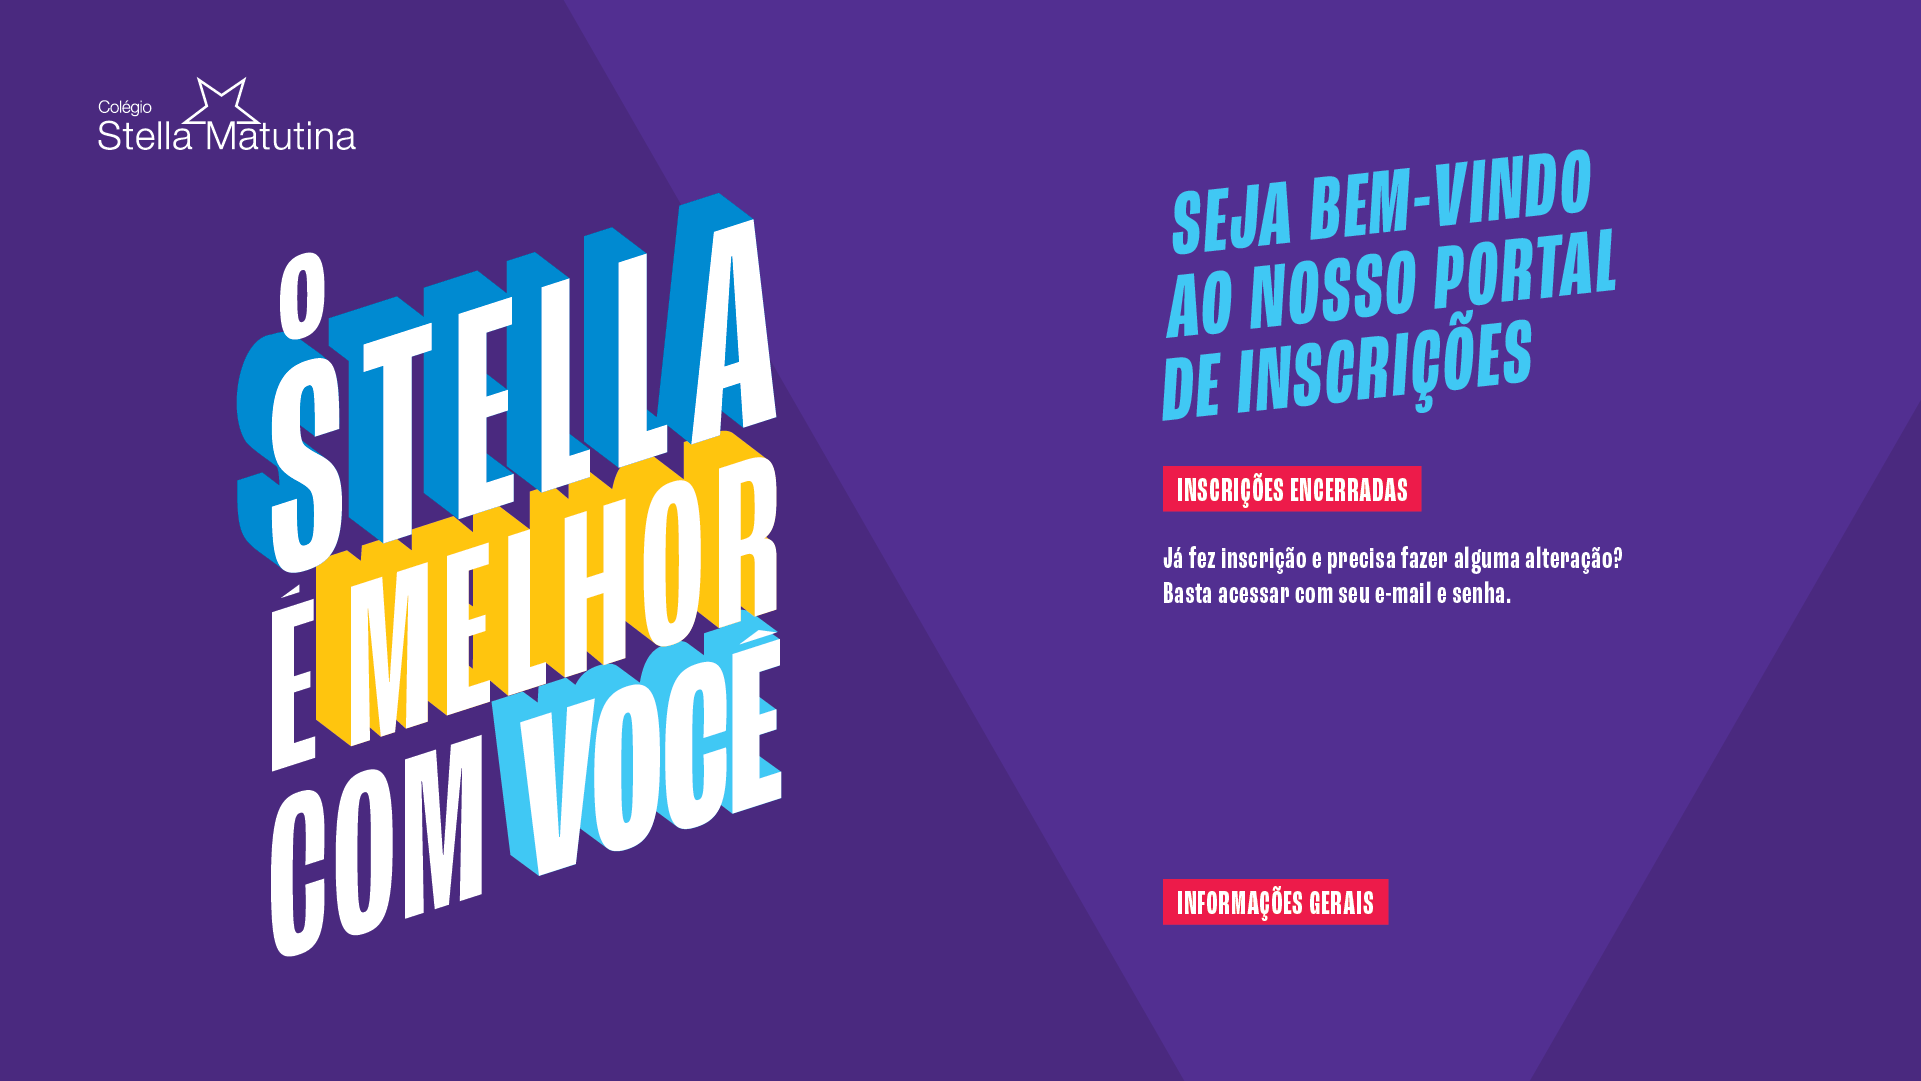 Colégio
Stella Matutina
O
STELLA
É MELHOR
COM VOCÊ
SEJA BEM-VINDO
AO NOSSO PORTAL
DE INSCRIÇÕES
INSCRIÇÕES ENCERRADAS
Já fez inscrição e precisa fazer alguma alteração?
Basta acessar com seu e-mail e senha.
INFORMAÇÕES GERAIS